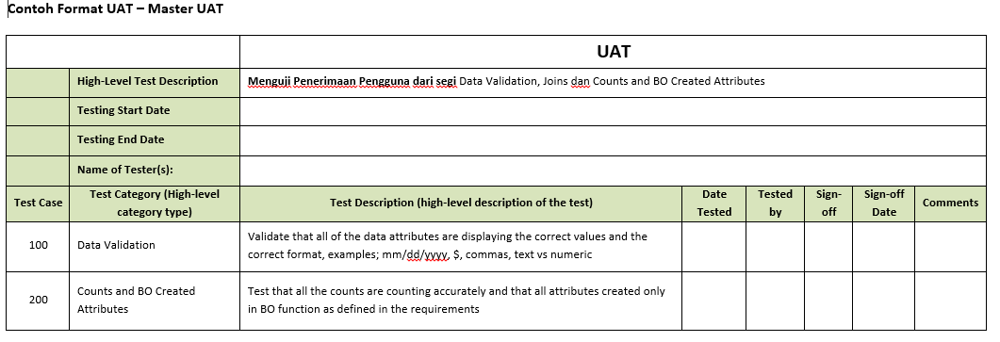 Contoh Format UAT – Master UAT
UAT
High-Level Test Description
Menguji Penerimaan Pengguna dari segi Data Validation, Joins dan Counts and BO Created Attributes
Testing Start Date
Testing End Date
Name of Tester(s):
Test Case
Test Category (High-level
category type)
Test Description (high-level description of the test)
Date
Tested
Tested
by
Sign-
off
Sign-off
Date
Comments
100
Data Validation
Validate that all of the data attributes are displaying the correct values and the
correct format, examples; mm/dd/yyyy, $, commas, text vs numeric
200
Counts and BO Created
Attributes
Test that all the counts are counting accurately and that all attributes created only
in BO function as defined in the requirements